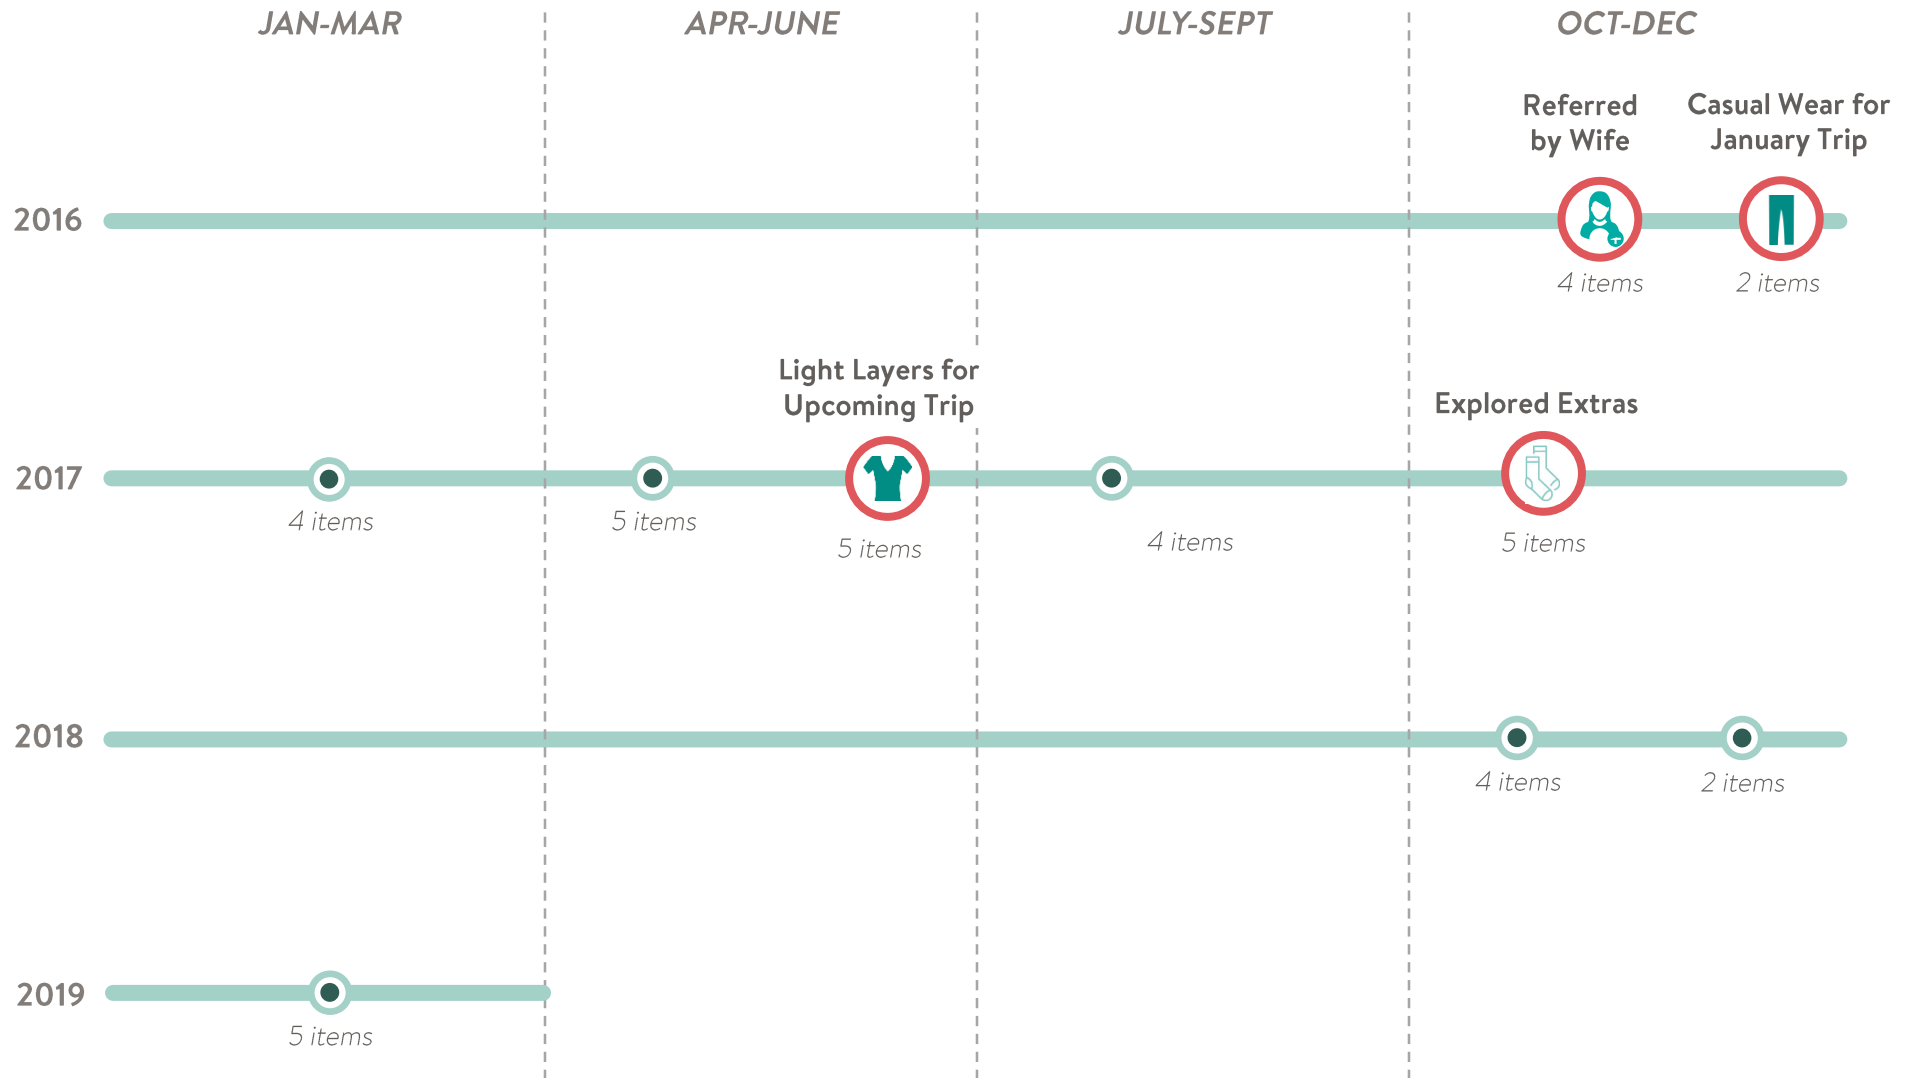 JAN-MAR APR-JUNE JULY-SEPT OCT-DEC
Referred
by Wife
Casual Wear for
January Trip
2016
4 items 2 items
Light Layers for
Upcoming Trip
Explored Extras
2017
4 items 5 items 5 items 4 items 5 items
2018
4 items 2 items
2019
5 items